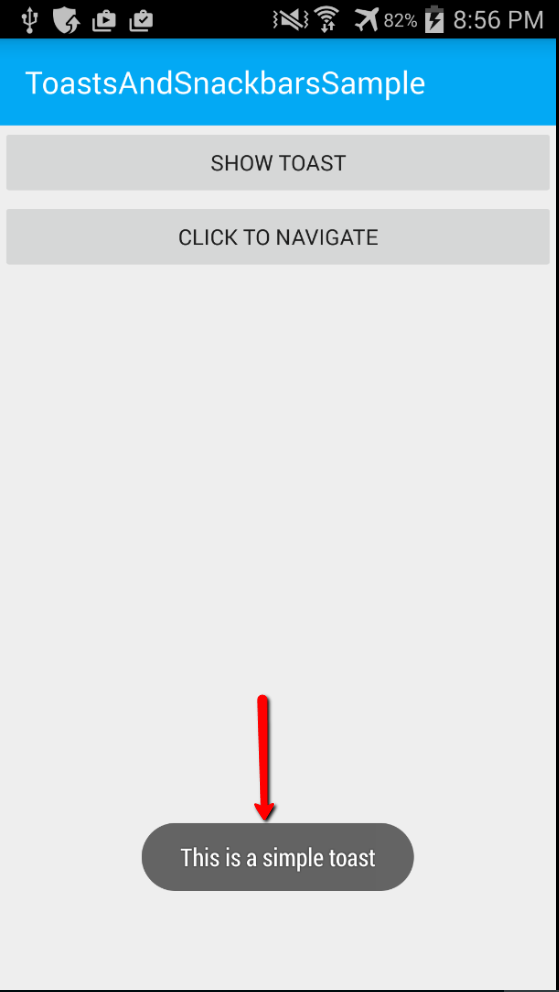 82% 8:56 PM
ToastsAndSnackbarsSample
SHOW TOAST
CLICK TO NAVIGATE
This is a simple toast